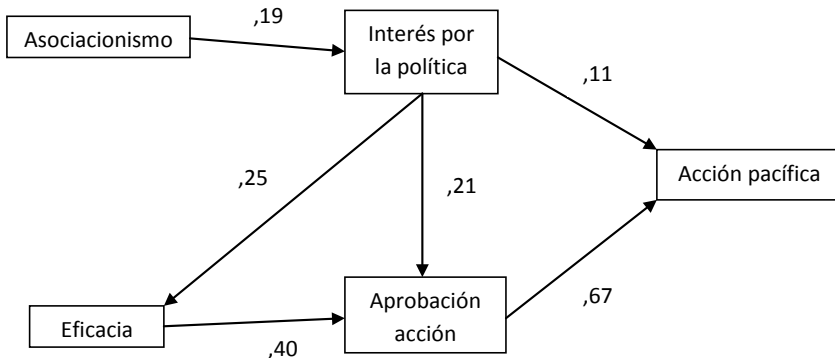 ,19
Asociacionismo
Interés por
la política
,11
Acción pacífica
,25
,21
Eficacia
Aprobación
acción
,67
,40